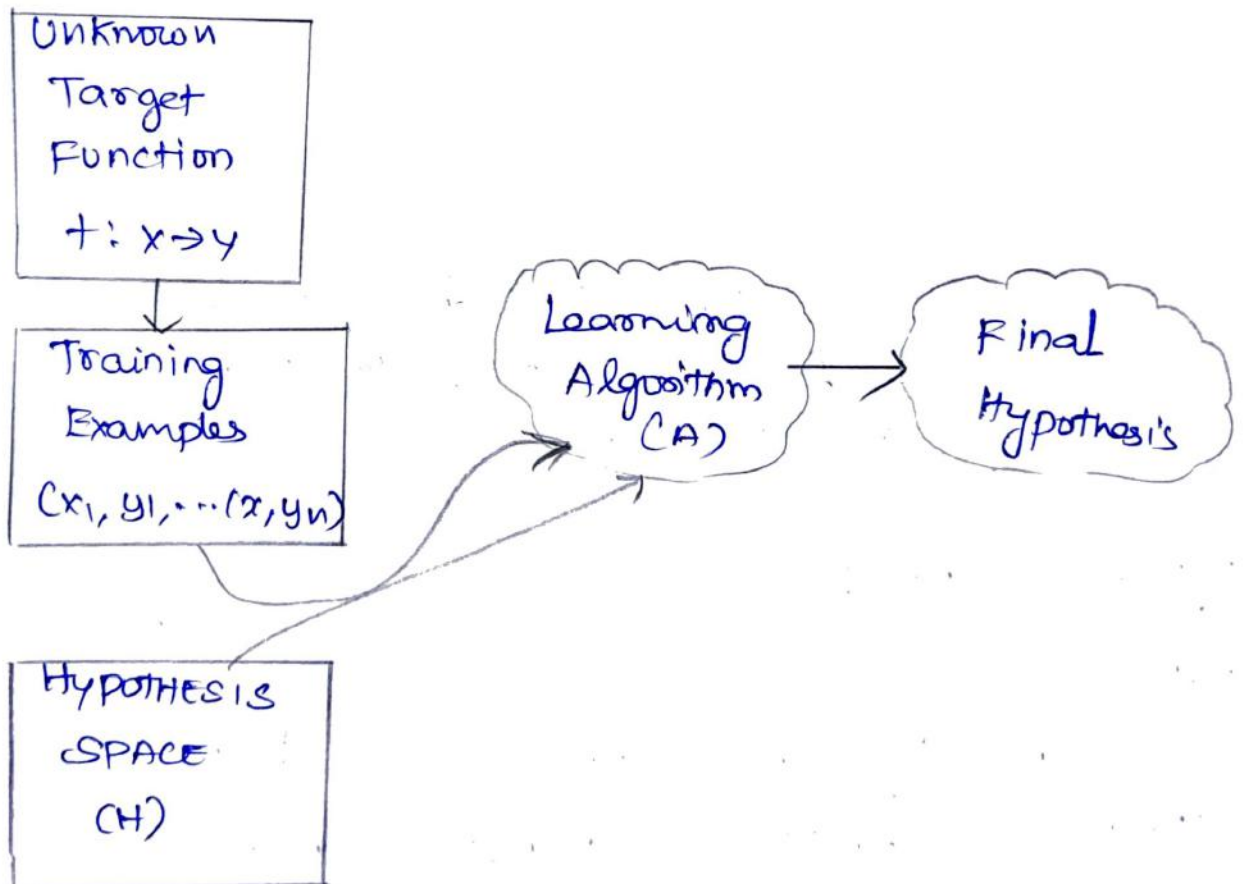 Unknown
Target
Function
+: x→y
Training
Examples
(x1, y1, ...(x, yn)
HYPOTHESIS
SPACE
(H)
Learning
Algorithm
(A)
Final
Hypothesis